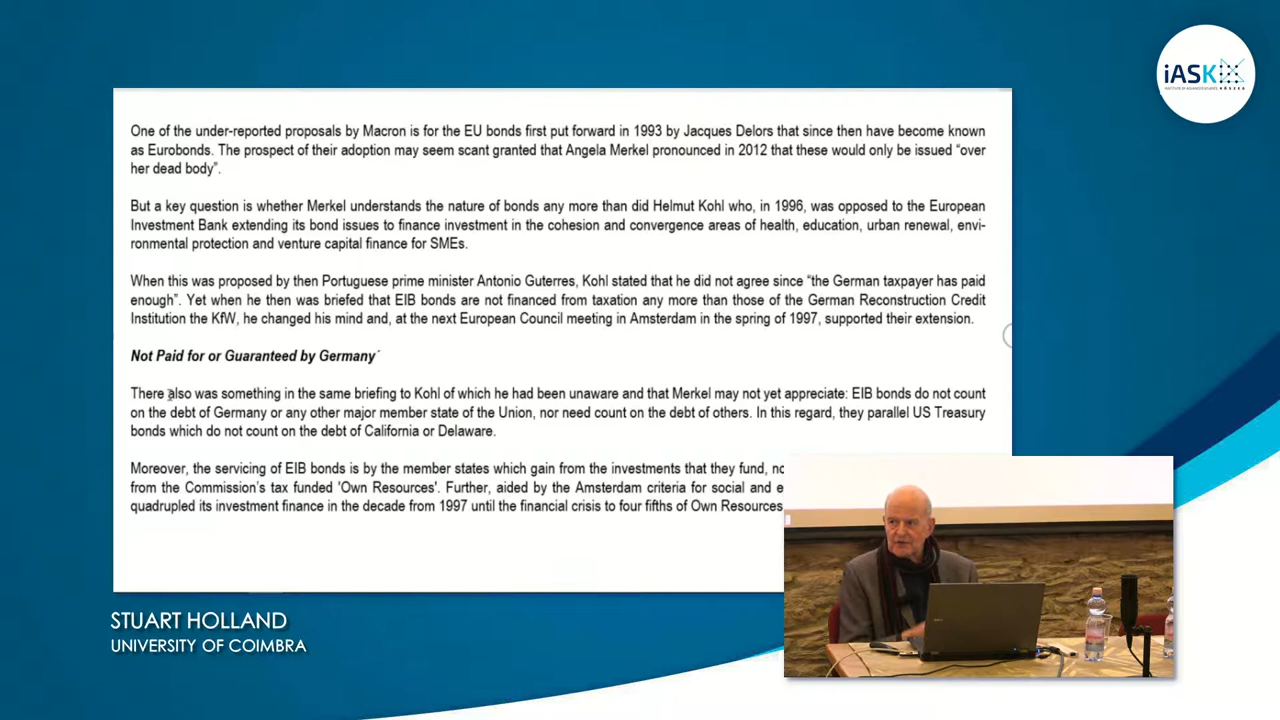 iASK
INSTITUTE OF ADVANCED STUDIES KŐSZEG
One of the under-reported proposals by Macron is for the EU bonds first put forward in 1993 by Jacques Delors that since then have become known
as Eurobonds. The prospect of their adoption may seem scant granted that Angela Merkel pronounced in 2012 that these would only be issued “over
her dead body”.
But a key question is whether Merkel understands the nature of bonds any more than did Helmut Kohl who, in 1996, was opposed to the European
Investment Bank extending its bond issues to finance investment in the cohesion and convergence areas of health, education, urban renewal, envi-
ronmental protection and venture capital finance for SMEs.
When this was proposed by then Portuguese prime minister Antonio Guterres, Kohl stated that he did not agree since “the German taxpayer has paid
enough”. Yet when he then was briefed that EIB bonds are not financed from taxation any more than those of the German Reconstruction Credit
Institution the KfW, he changed his mind and, at the next European Council meeting in Amsterdam in the spring of 1997, supported their extension.
Not Paid for or Guaranteed by Germany´
There also was something in the same briefing to Kohl of which he had been unaware and that Merkel may not yet appreciate: EIB bonds do not count
on the debt of Germany or any other major member state of the Union, nor need count on the debt of others. In this regard, they parallel US Treasury
bonds which do not count on the debt of California or Delaware.
Moreover, the servicing of EIB bonds is by the member states which gain from the investments that they fund,
from the Commission’s tax funded 'Own Resources'. Further, aided by the Amsterdam criteria for social and
quadrupled its investment finance in the decade from 1997 until the financial crisis to four fifths of Own Resources
STUART HOLLAND
UNIVERSITY OF COIMBRA